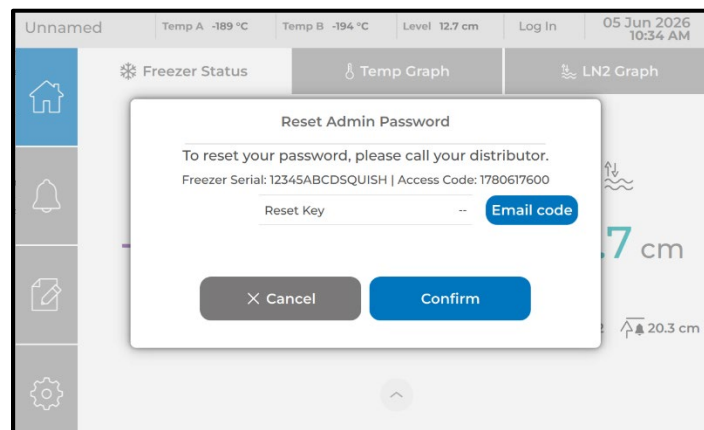 Unnamed
Temp A -189 °C
Temp B -194 °C
Level 12.7 cm
Log In
05 Jun 2026
10:34 AM
Freezer Status
Temp Graph
LN2 Graph
Reset Admin Password
To reset your password, please call your distributor.
Freezer Serial: 12345ABCDSQUISH | Access Code: 1780617600
Reset Key -- Email code
.7 cm
Cancel
Confirm
20.3 cm